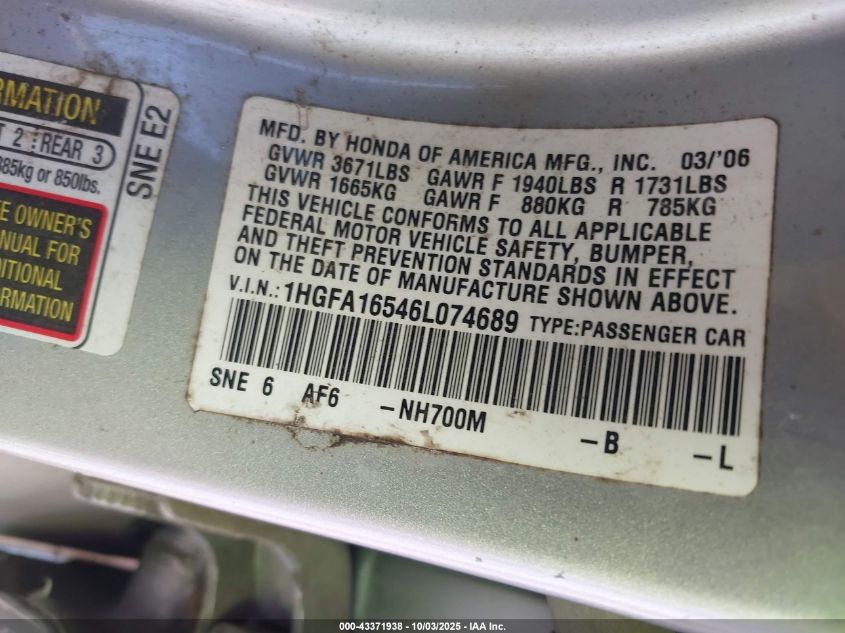 RMATION
T 2 REAR 3
385kg or 850lbs.
E OWNER'S
NUAL FOR
DITIONAL
ORMATION
SNE E2
MFD. BY HONDA OF AMERICA MFG., INC. 03/'06
GVWR 3671LBS GAWR F 1940LBS R 1731LBS
GVWR 1665KG GAWR F 880KG R 785KG
THIS VEHICLE CONFORMS TO ALL APPLICABLE
FEDERAL MOTOR VEHICLE SAFETY, BUMPER,
AND THEFT PREVENTION STANDARDS IN EFFECT
ON THE DATE OF MANUFACTURE SHOWN ABOVE.
V.I.N.: 1HGFA16546L074689 TYPE:PASSENGER CAR
SNE 6 AF6 -NH700M -B -L
000-43371938 - 10/03/2025 - IAA Inc.